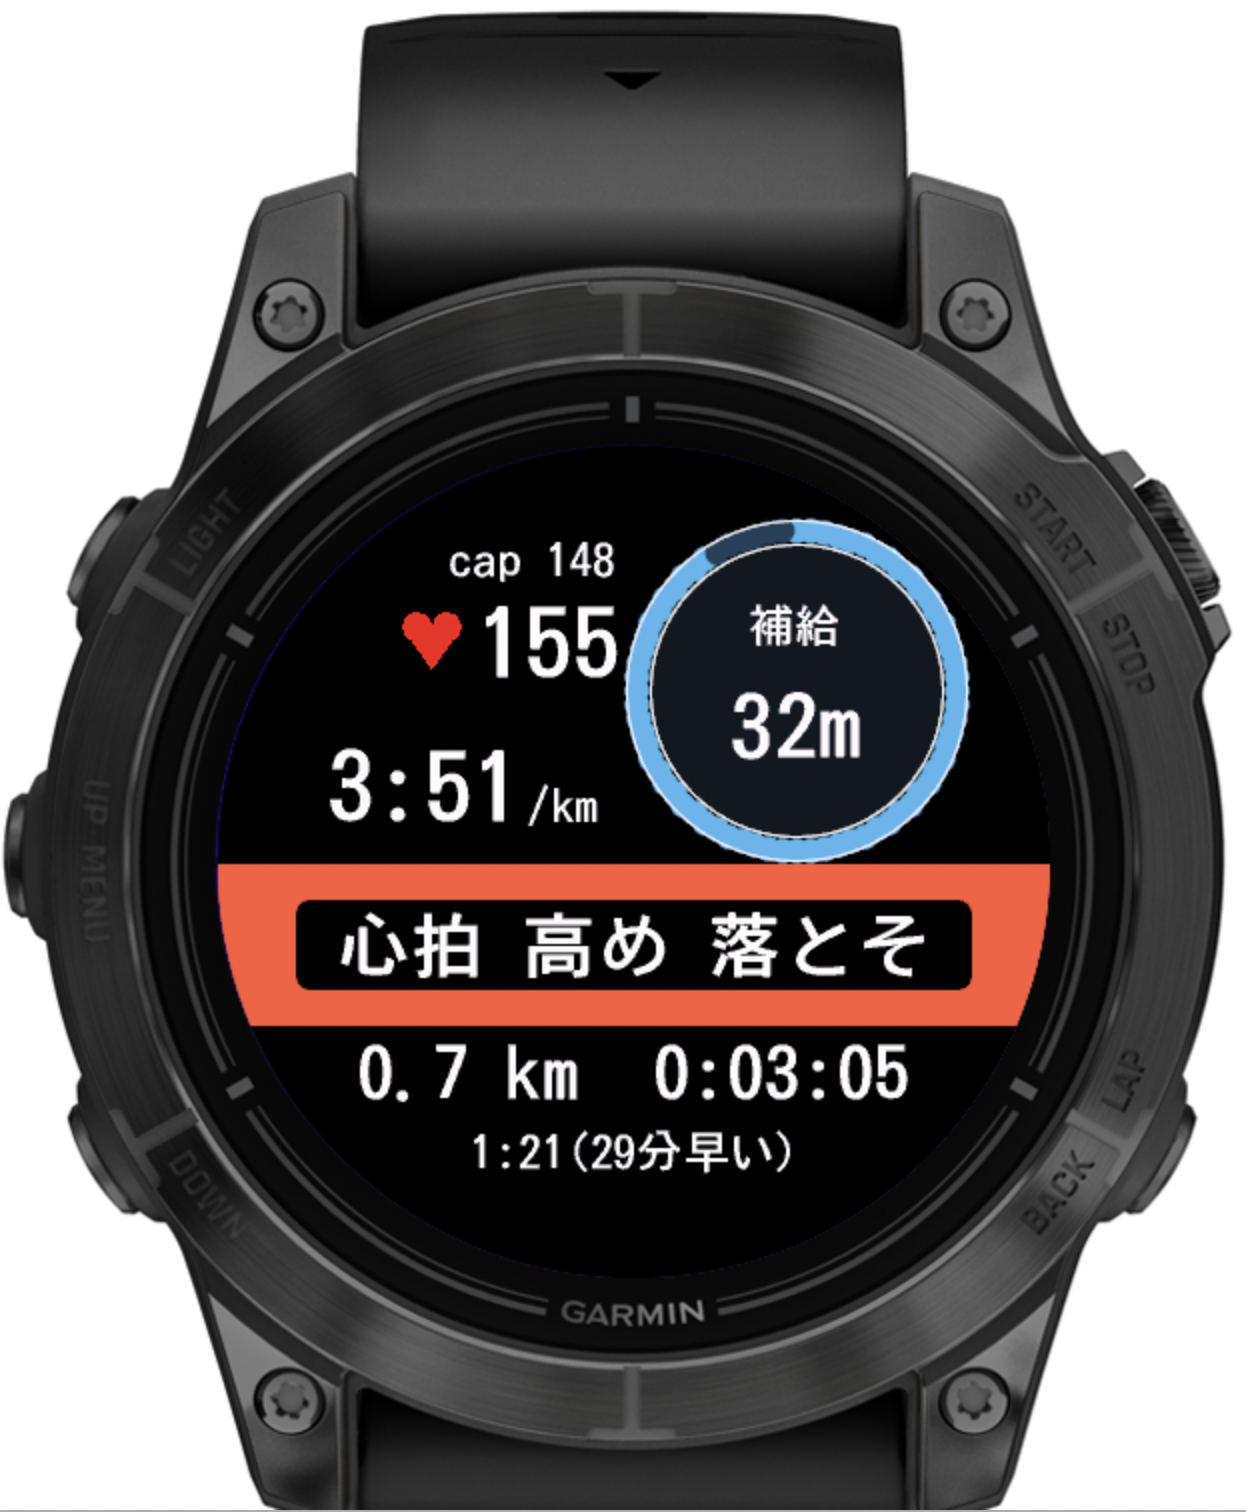 LIGHT
START
STOP
UP·MENU
DOWN
LAP
BACK
cap 148
155
補給
32m
3:51/km
心拍 高め 落とそ
0.7 km 0:03:05
1:21(29分早い)
GARMIN